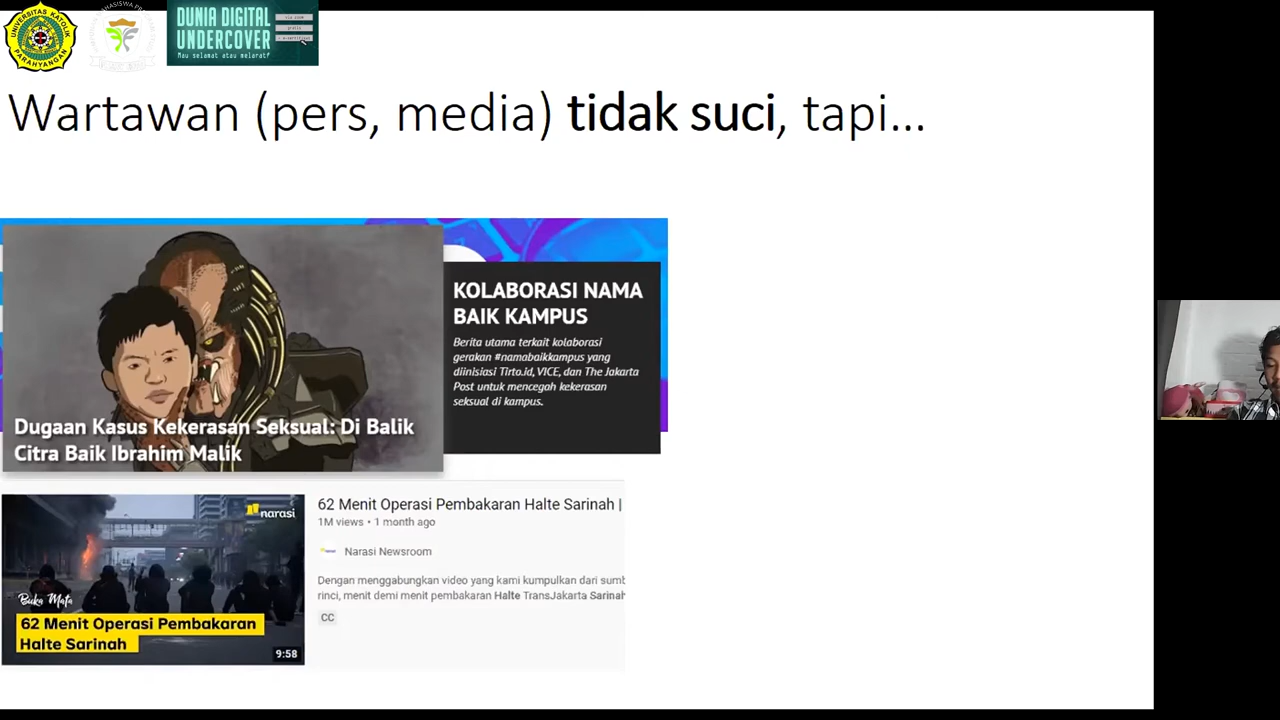 UNIVERSITAS KATOLIK
PARAHYANGAN
DUNIA DIGITAL
UNDERCOVER
Mau selamat atau melarat?
Wartawan (pers, media) tidak suci, tapi...
KOLABORASI NAMA
BAIK KAMPUS
Berita utama terkait kolaborasi
gerakan #namabaikkampus yang
diinisiasi Tirto.id, VICE, dan The Jakarta
Post untuk mencegah kekerasan
seksual di kampus.
Dugaan Kasus Kekerasan Seksual: Di Balik
Citra Baik Ibrahim Malik
narasi
Buka Mata
62 Menit Operasi Pembakaran
Halte Sarinah
9:58
62 Menit Operasi Pembakaran Halte Sarinah |
1M views • 1 month ago
Narasi Newsroom
Dengan menggabungkan video yang kami kumpulkan dari sumb
rinci, menit demi menit pembakaran Halte TransJakarta Sarinah
CC